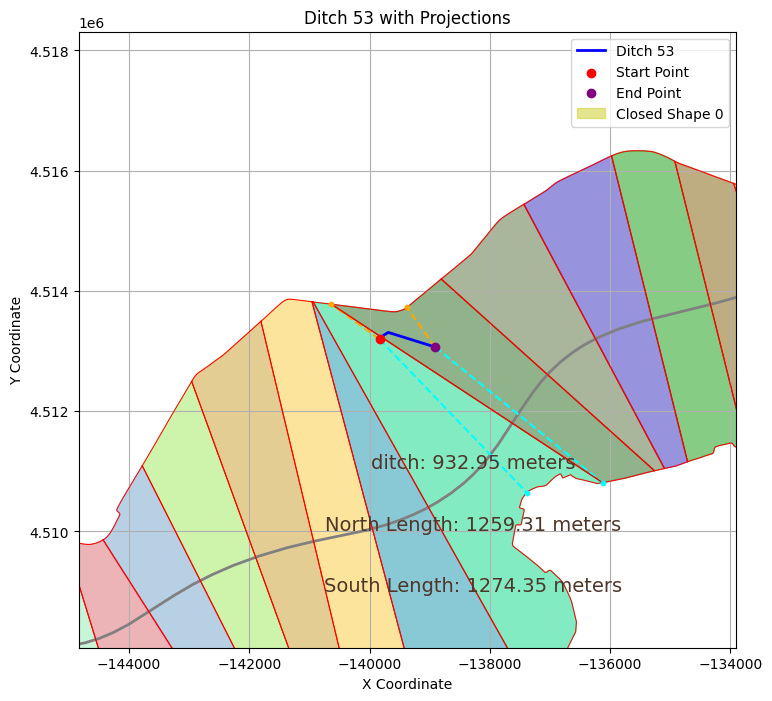 Ditch 53 with Projections
1e6
Ditch 53
Start Point
End Point
Closed Shape 0
4.518
4.516
4.514
4.512
4.510
Y Coordinate
ditch: 932.95 meters
North Length: 1259.31 meters
South Length: 1274.35 meters
−144000 −142000 −140000 −138000 −136000 −134000
X Coordinate